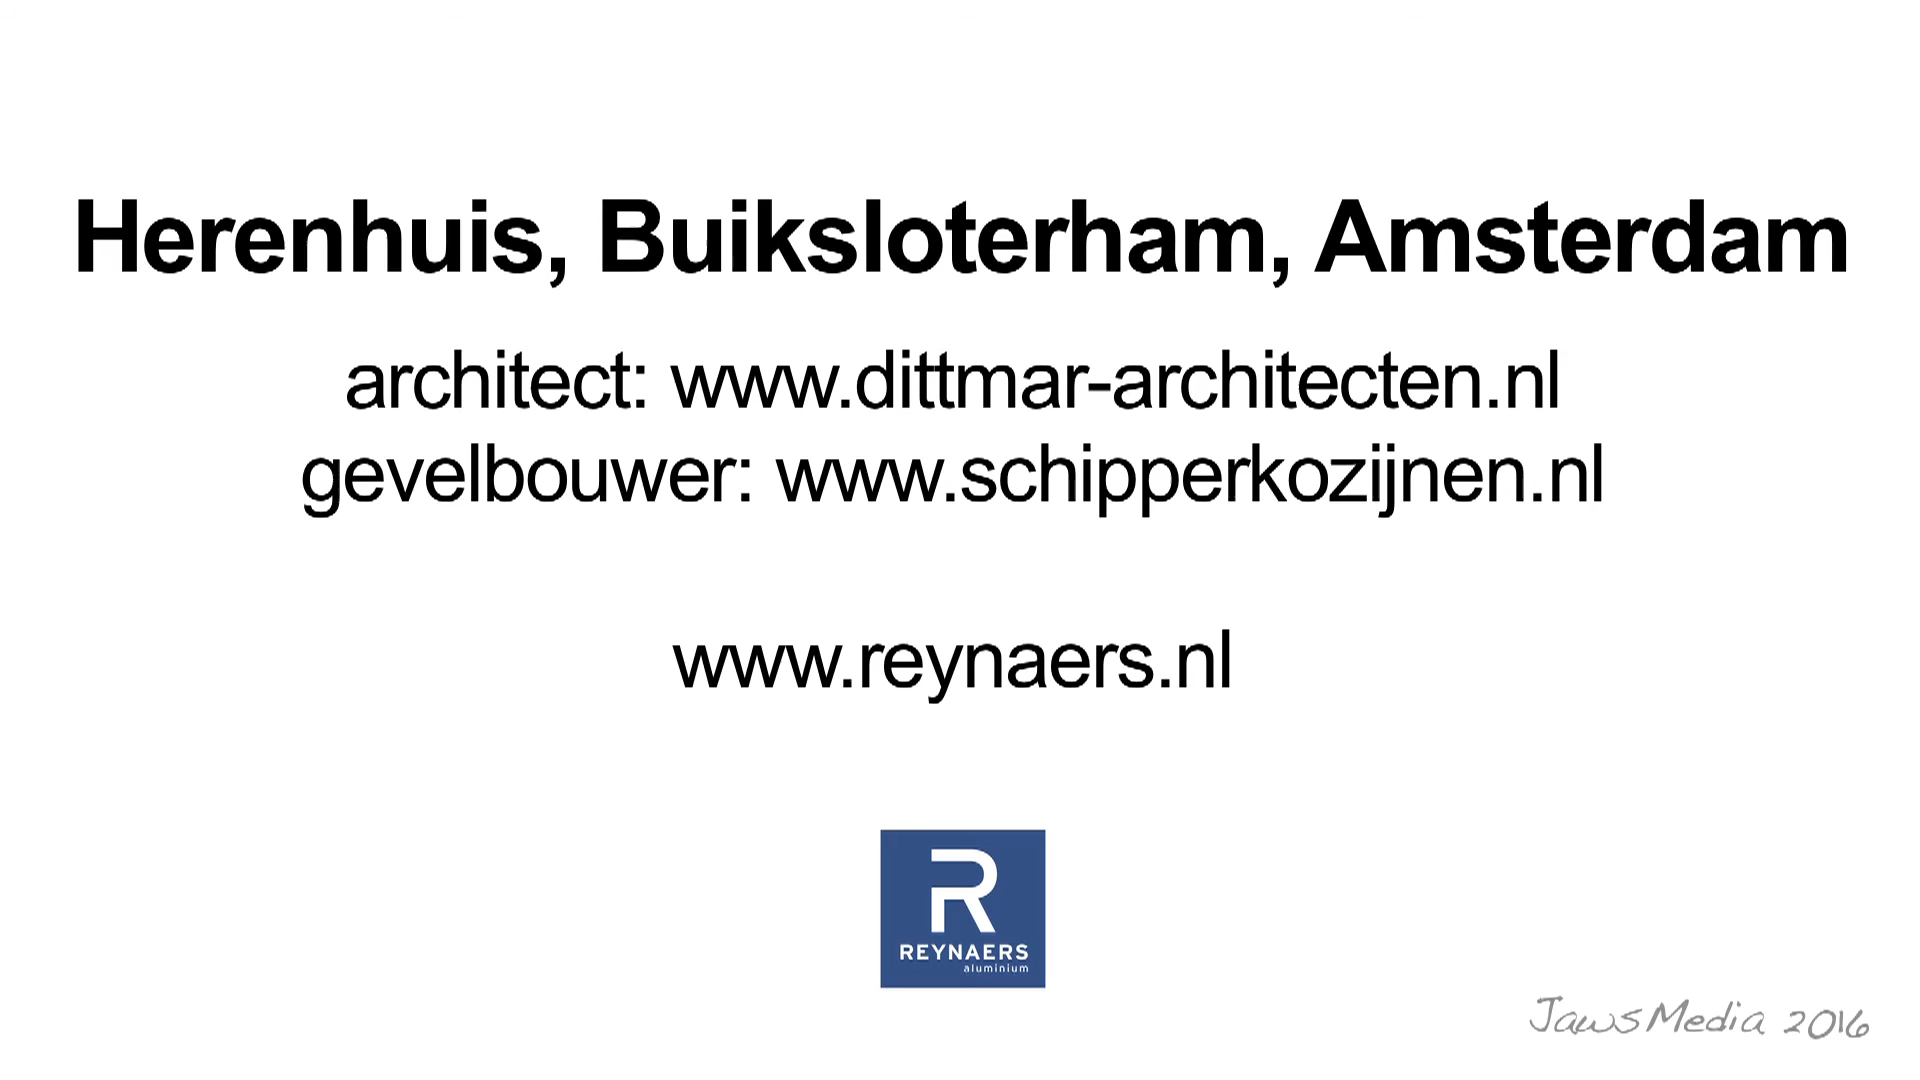 Herenhuis, Buiksloterham, Amsterdam
architect: www.dittmar-architecten.nl
gevelbouwer: www.schipperkozijnen.nl
www.reynaers.nl
R
REYNAERS
aluminium
JawsMedia 2016